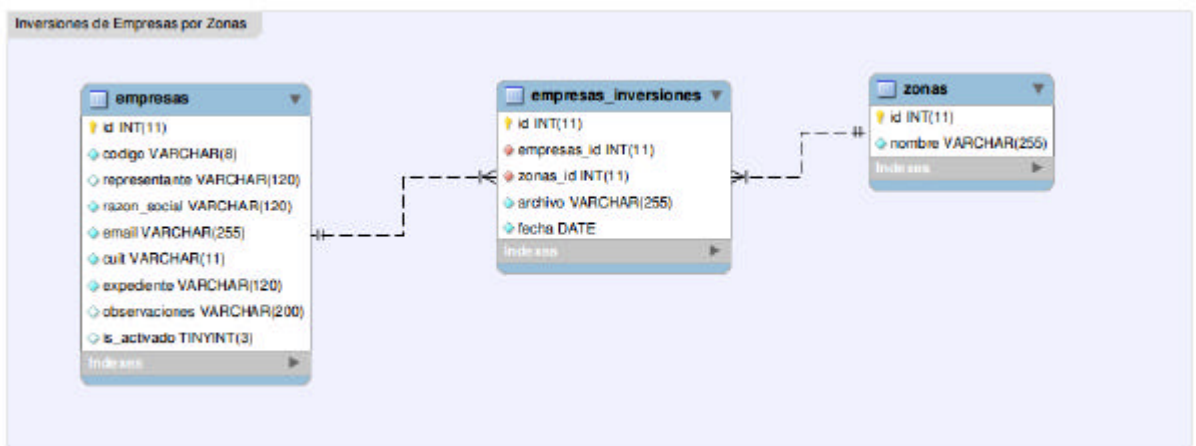 Inversiones de Empresas por Zonas
empresas
id INT(11)
codigo VARCHAR(8)
representante VARCHAR(120)
razon_social VARCHAR(120)
email VARCHAR(255)
cuit VARCHAR(11)
expediente VARCHAR(120)
observaciones VARCHAR(200)
is_activado TINYINT(3)
Indexes
empresas_inversiones
id INT(11)
empresas_id INT(11)
zonas_id INT(11)
archivo VARCHAR(255)
fecha DATE
Indexes
zonas
id INT(11)
nombre VARCHAR(255)
Indexes